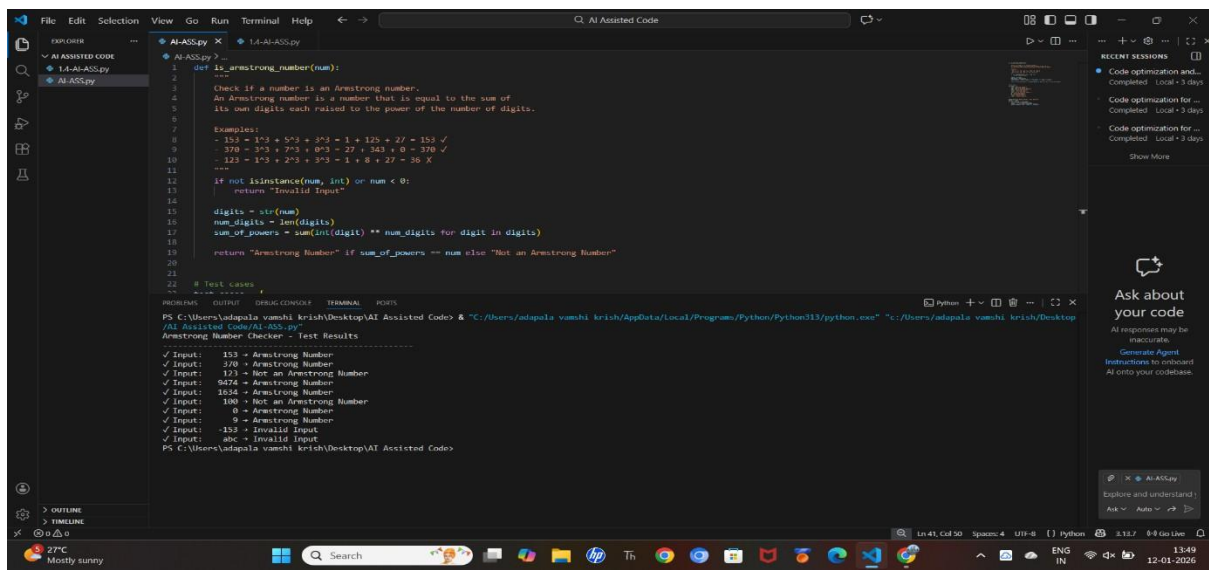 File Edit Selection View Go Run Terminal Help
AI Assisted Code
EXPLORER
AI-ASS.py
1.4-AI-ASS.py
RECENT SESSIONS
AI ASSISTED CODE
1.4-AI-ASS.py
AI-ASS.py
AI-ASS.py > ...
1 def is_armstrong_number(num):
2 """
3 Check if a number is an Armstrong number.
4 An Armstrong number is a number that is equal to the sum of
5 its own digits each raised to the power of the number of digits.
6
7 Examples:
8 - 153 = 1^3 + 5^3 + 3^3 = 1 + 125 + 27 = 153 ✓
9 - 370 = 3^3 + 7^3 + 0^3 = 27 + 343 + 0 = 370 ✓
10 - 123 = 1^3 + 2^3 + 3^3 = 1 + 8 + 27 = 36 X
11 """
12 if not isinstance(num, int) or num < 0:
13 return "Invalid Input"
14
15 digits = str(num)
16 num_digits = len(digits)
17 sum_of_powers = sum(int(digit) ** num_digits for digit in digits)
18
19 return "Armstrong Number" if sum_of_powers == num else "Not an Armstrong Number"
20
21
22 # Test cases
Code optimization and...
Completed Local • 3 days
Code optimization for ...
Completed Local • 3 days
Code optimization for ...
Completed Local • 3 days
Show More
PROBLEMS OUTPUT DEBUG CONSOLE TERMINAL PORTS
Python
PS C:\Users\adapala vamshi krish\Desktop\AI Assisted Code> & "C:/Users/adapala vamshi krish/AppData/Local/Programs/Python/Python313/python.exe" "c:/Users/adapala vamshi krish/Desktop
/AI Assisted Code/AI-ASS.py"
Armstrong Number Checker - Test Results
--------------------------------------------------
✓ Input: 153 → Armstrong Number
✓ Input: 370 → Armstrong Number
✓ Input: 123 → Not an Armstrong Number
✓ Input: 9474 → Armstrong Number
✓ Input: 1634 → Armstrong Number
✓ Input: 100 → Not an Armstrong Number
✓ Input: 0 → Armstrong Number
✓ Input: 9 → Armstrong Number
✓ Input: -153 → Invalid Input
✓ Input: abc → Invalid Input
PS C:\Users\adapala vamshi krish\Desktop\AI Assisted Code>
Ask about
your code
AI responses may be
inaccurate.
Generate Agent
Instructions to onboard
AI onto your codebase.
AI-ASS.py
Explore and understand
Ask Auto
OUTLINE
TIMELINE
0 0
Ln 41, Col 50 Spaces: 4 UTF-8 Python 3.13.7 Go Live
5
27°C
Mostly sunny
Search
Th
ENG
IN
13:49
12-01-2026